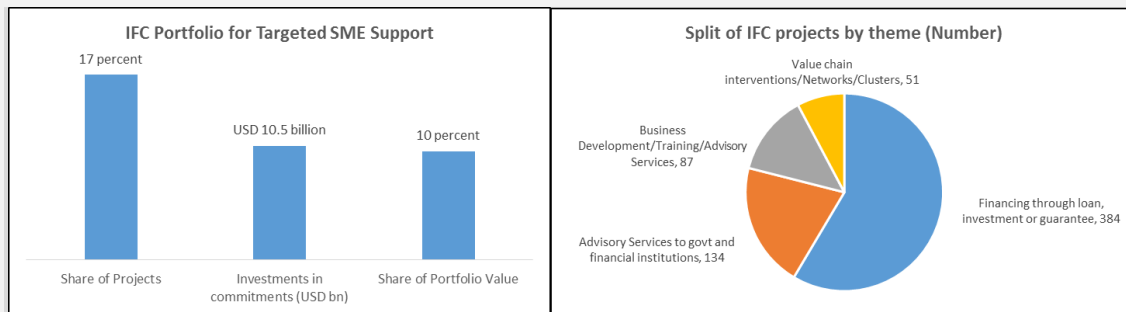 IFC Portfolio for Targeted SME Support
17 percent
USD 10.5 billion
10 percent
Share of Projects
Investments in
commitments (USD bn)
Share of Portfolio Value
Split of IFC projects by theme (Number)
Value chain
interventions/Networks/Clusters, 51
Business
Development/Training/Advisory
Services, 87
Advisory Services to govt and
financial institutions, 134
Financing through loan,
investment or guarantee, 384